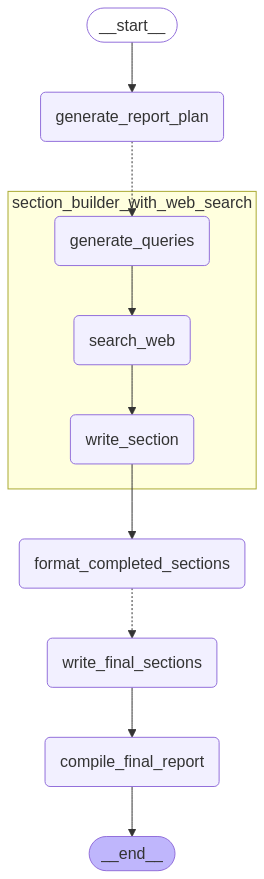 __start__
generate_report_plan
section_builder_with_web_search
generate_queries
search_web
write_section
format_completed_sections
write_final_sections
compile_final_report
__end__